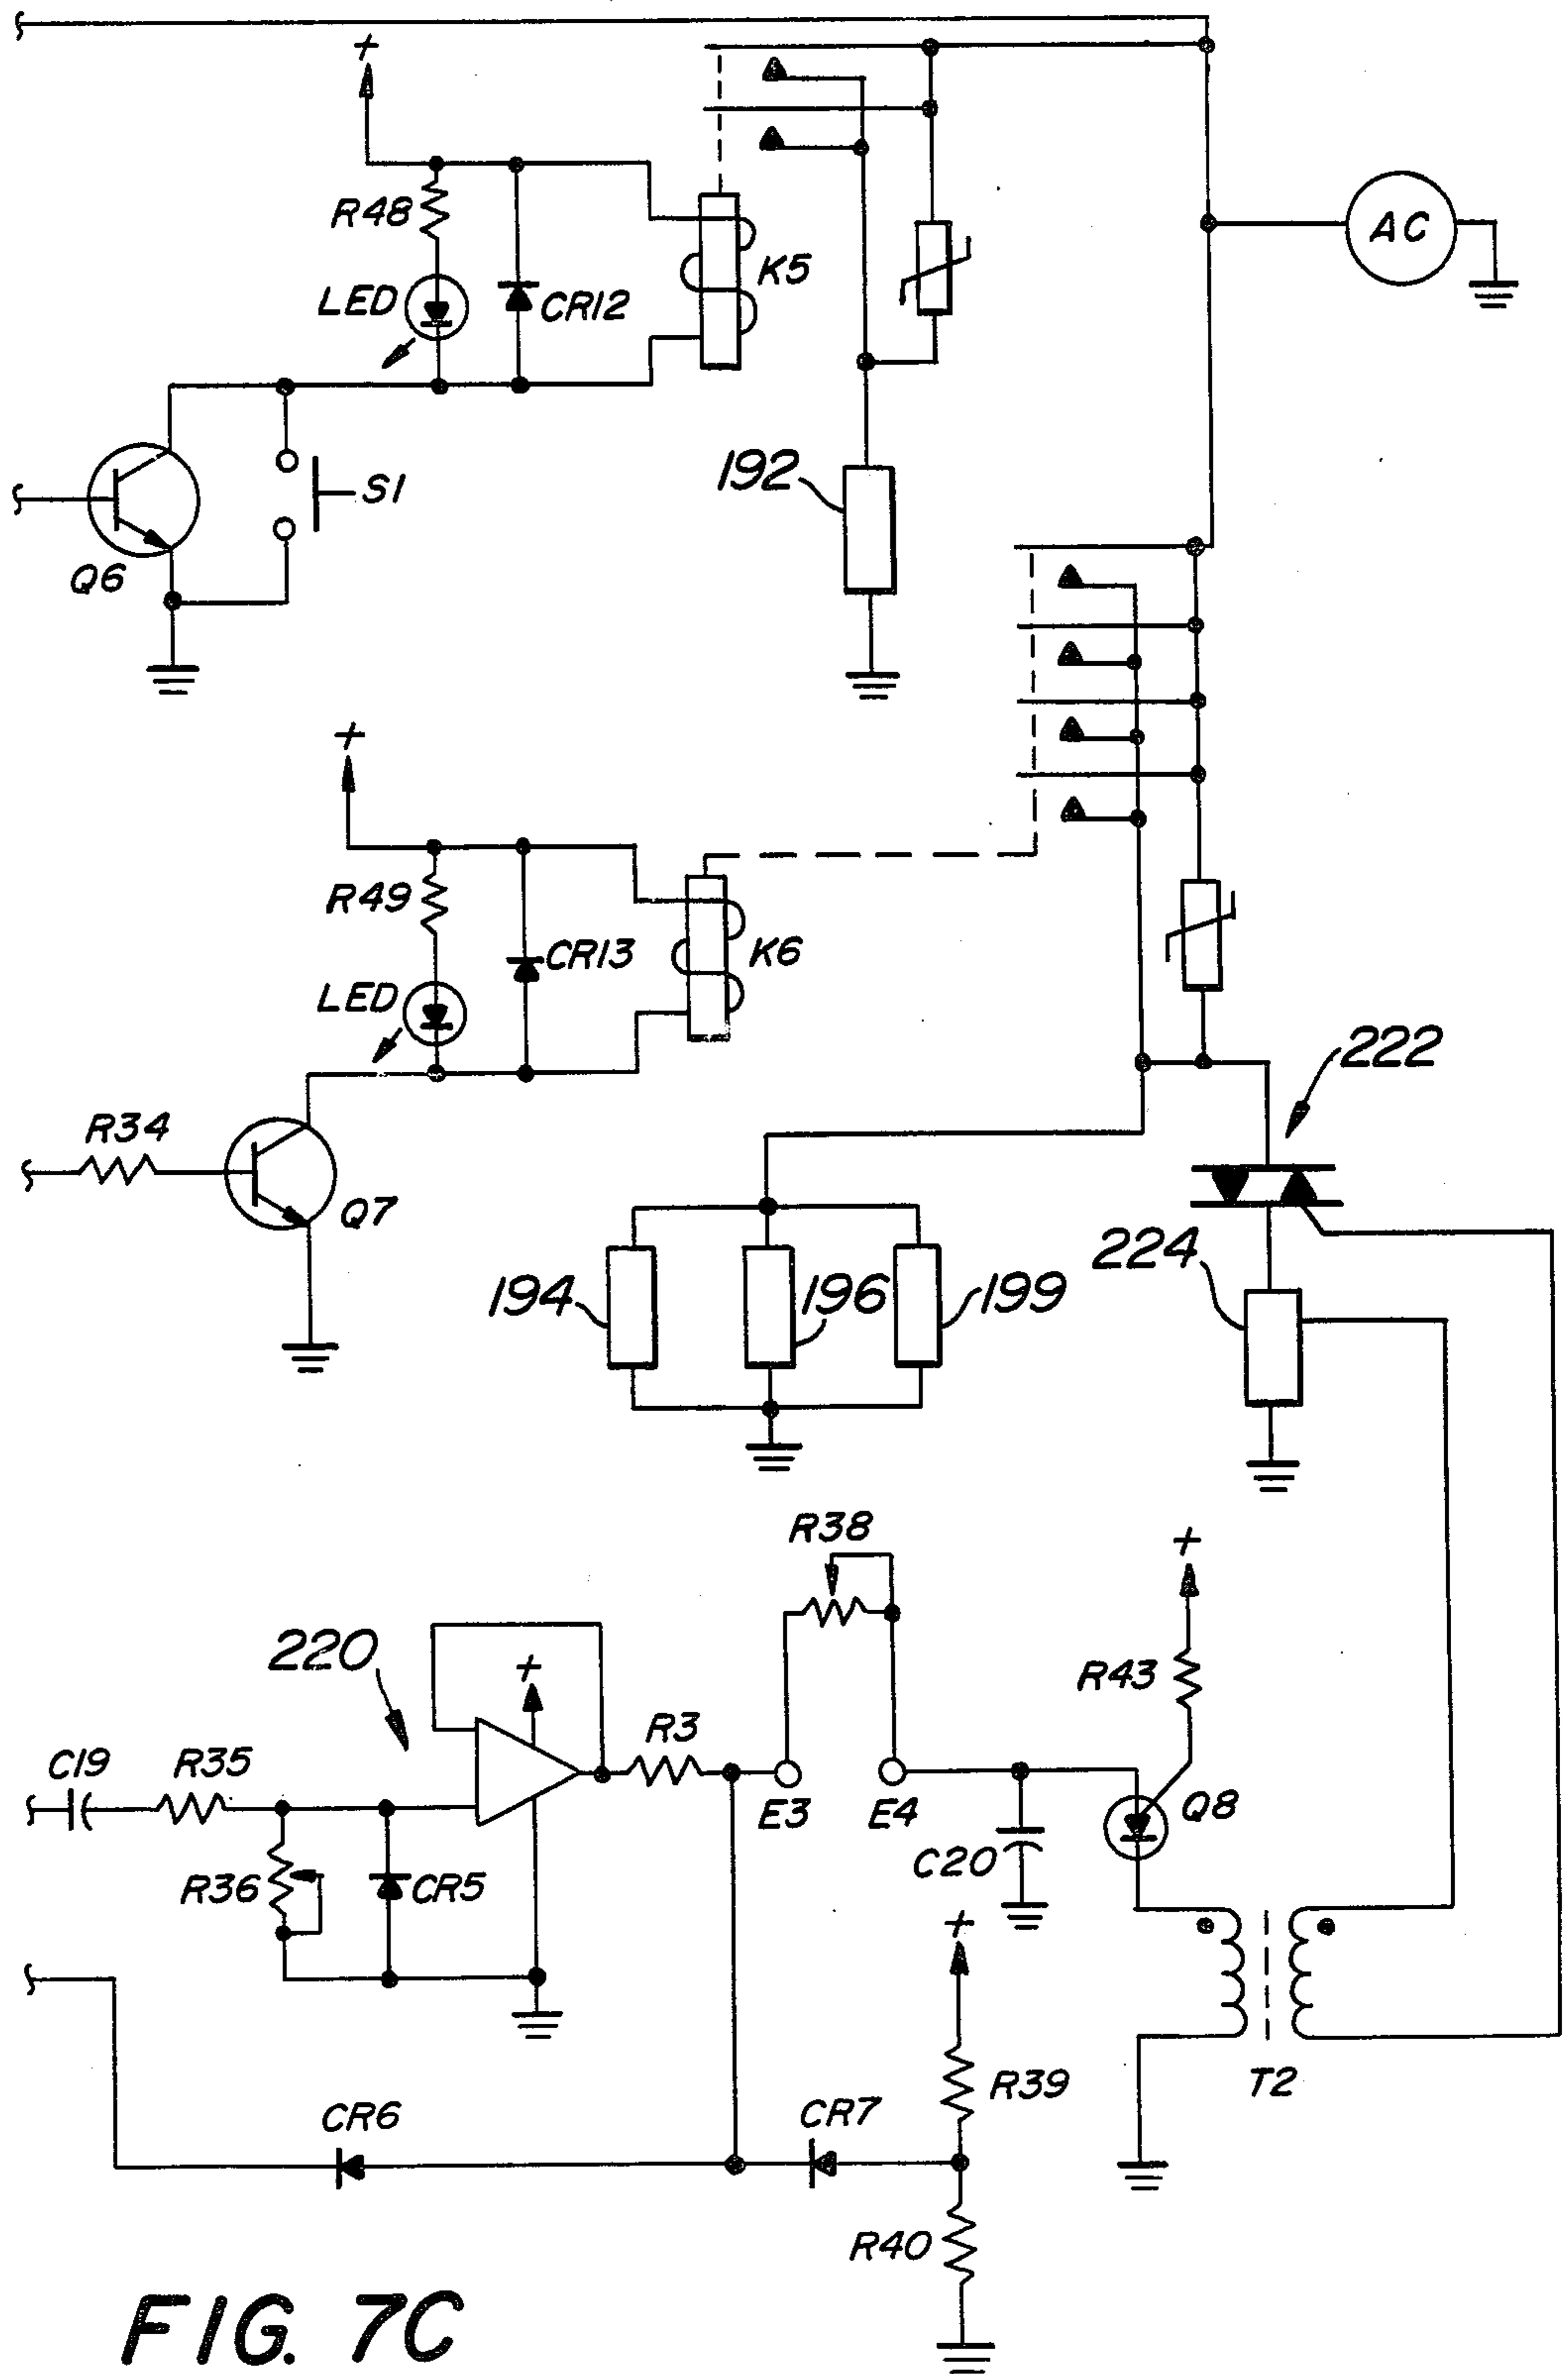 +
R48
K5
AC
LED
CR12
192
S1
Q6
+
R49
CR13
K6
LED
222
R34
Q7
224
194
196
199
R38
+
220
+
R43
R3
C19
R35
Q8
E3
E4
C20
R36
CR5
+
R39
T2
CR6
CR7
R40
FIG. 7C